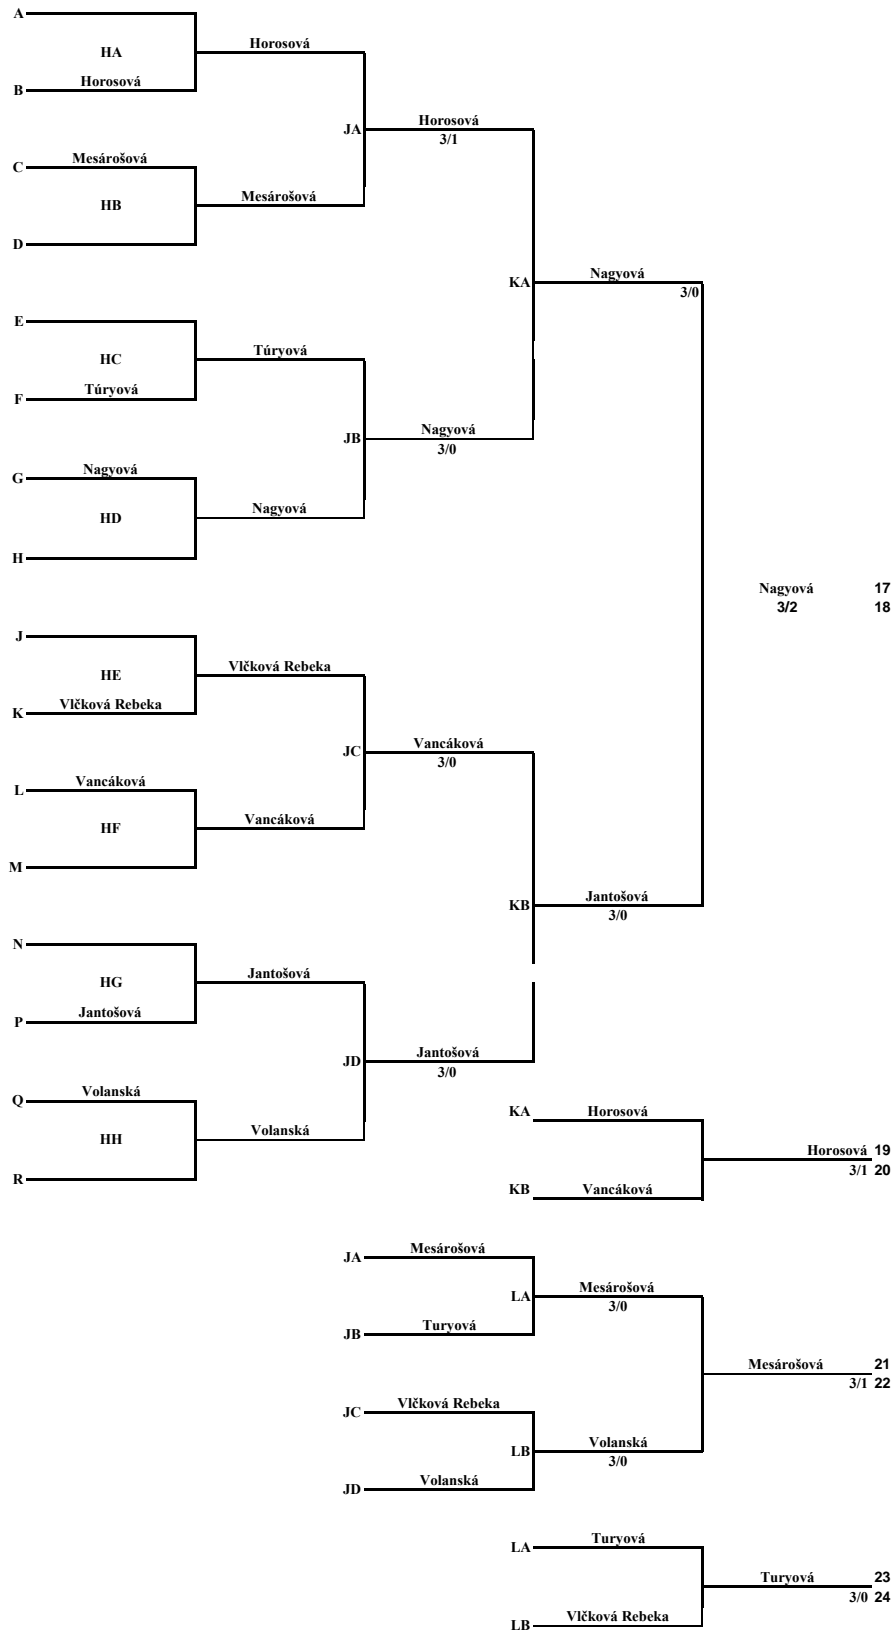 A
HA Horosová
B Horosová
JA Horosová
3/1
C Mesárošová
HB Mesárošová
D
KA Nagyová
3/0
E
HC Túryová
F Túryová
JB Nagyová
3/0
G Nagyová
HD Nagyová
H
Nagyová 17
3/2 18
J
HE Vlčková Rebeka
K Vlčková Rebeka
JC Vancáková
3/0
L Vancáková
HF Vancáková
M
KB Jantošová
3/0
N
HG Jantošová
P Jantošová
JD Jantošová
3/0
Q Volanská
HH Volanská
R
KA Horosová
Horosová 19
3/1 20
KB Vancáková
JA Mesárošová
LA Mesárošová
3/0
JB Turyová
Mesárošová 21
3/1 22
JC Vlčková Rebeka
LB Volanská
3/0
JD Volanská
LA Turyová
Turyová 23
3/0 24
LB Vlčková Rebeka